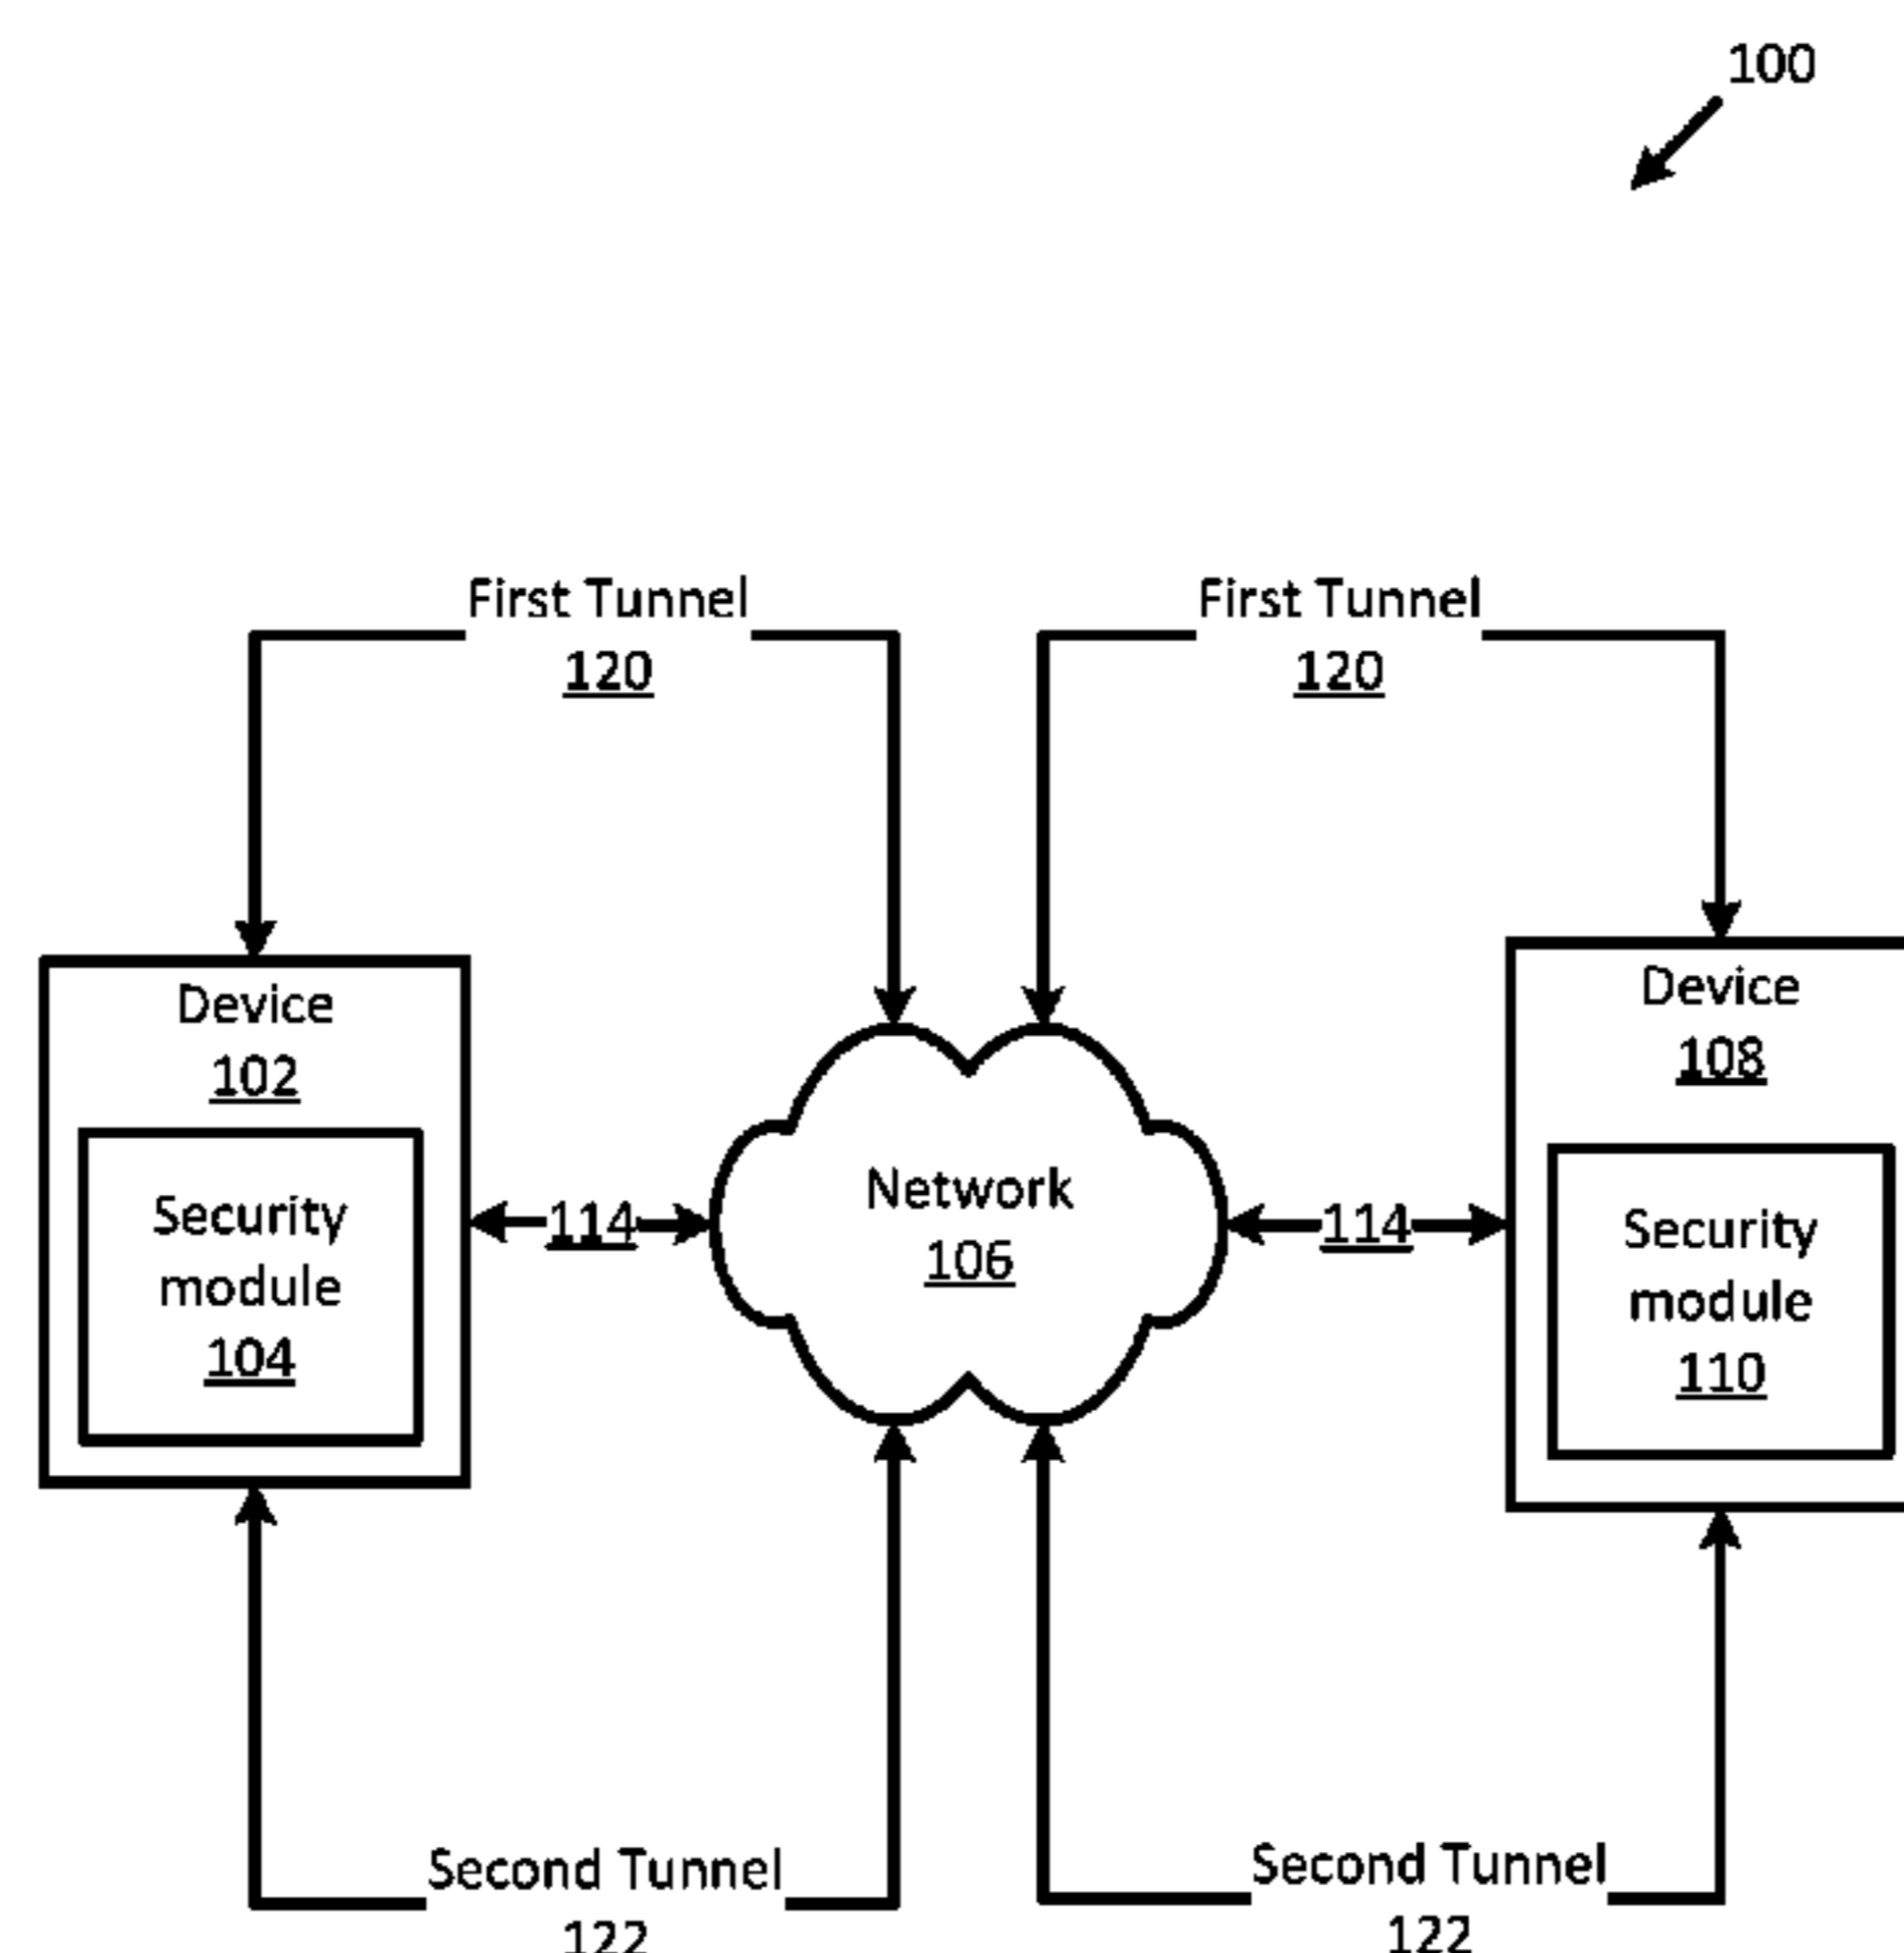 100
First Tunnel
120
First Tunnel
120
Device
102
Security
module
104
114
Network
106
114
Device
108
Security
module
110
Second Tunnel
122
Second Tunnel
122